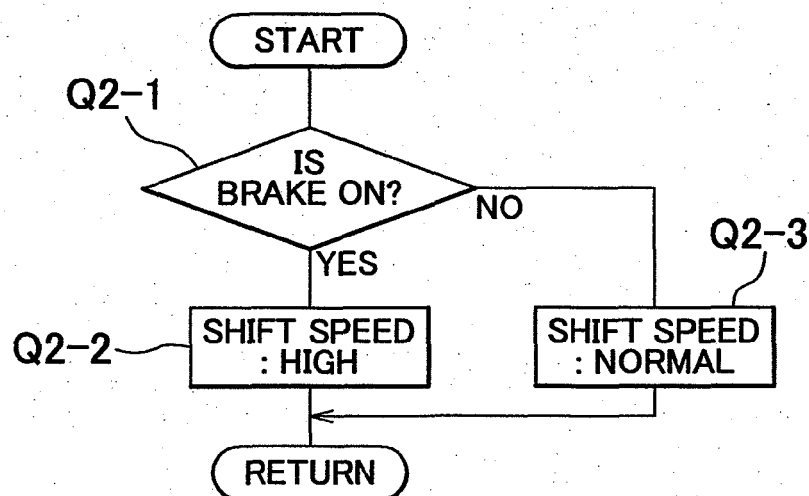 START
Q2-1
IS
BRAKE ON?
NO
YES
Q2-3
Q2-2
SHIFT SPEED
: HIGH
SHIFT SPEED
: NORMAL
RETURN